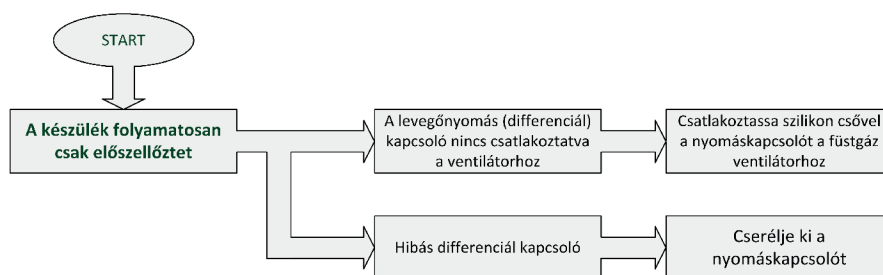 START
A készülék folyamatosan
csak előszellőztet
A levegőnyomás (differenciál)
kapcsoló nincs csatlakoztatva
a ventilátorhoz
Csatlakoztassa szilikon csővel
a nyomáskapcsolót a füstgáz
ventilátorhoz
Hibás differenciál kapcsoló
Cserélje ki a
nyomáskapcsolót